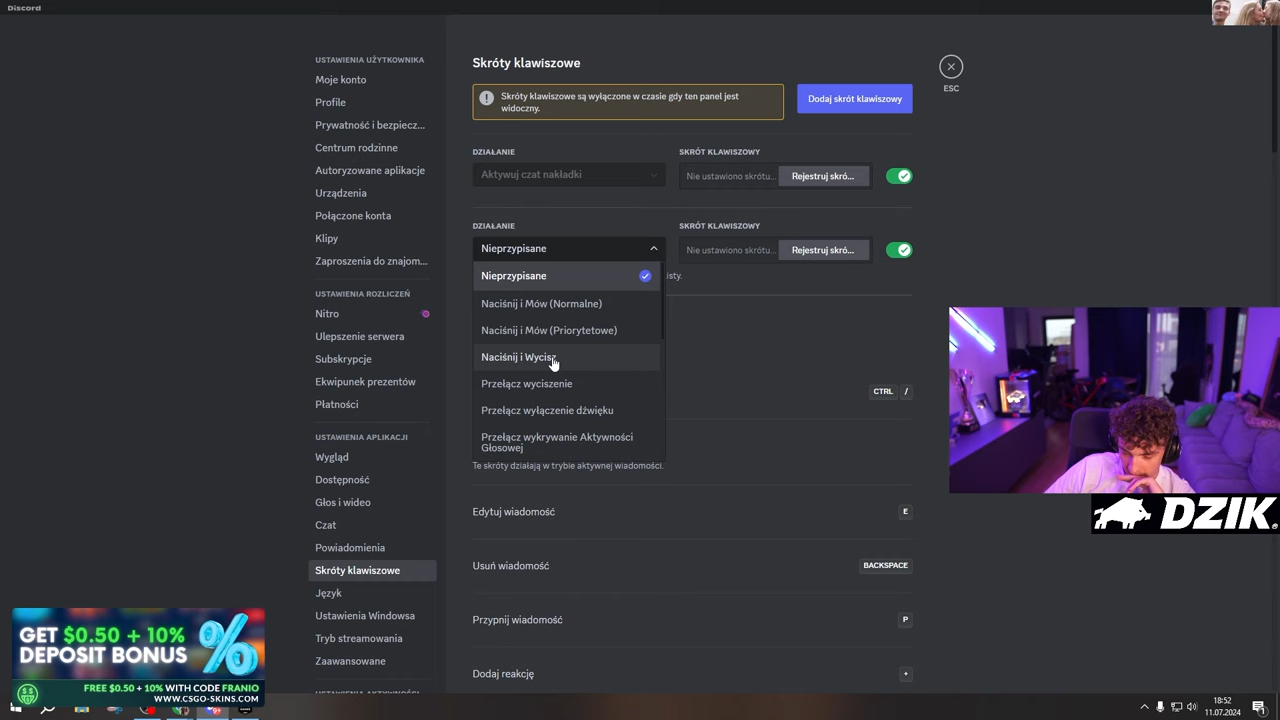 Discord
USTAWIENIA UŻYTKOWNIKA
Moje konto
Profile
Prywatność i bezpiecz...
Centrum rodzinne
Autoryzowane aplikacje
Urządzenia
Połączone konta
Klipy
Zaproszenia do znajom...
USTAWIENIA ROZLICZEŃ
Nitro
Ulepszenie serwera
Subskrypcje
Ekwipunek prezentów
Płatności
USTAWIENIA APLIKACJI
Wygląd
Dostępność
Głos i wideo
Czat
Powiadomienia
Skróty klawiszowe
Język
Ustawienia Windowsa
Tryb streamowania
Zaawansowane
Skróty klawiszowe
Skróty klawiszowe są wyłączone w czasie gdy ten panel jest
widoczny.
Dodaj skrót klawiszowy
ESC
DZIAŁANIE
SKRÓT KLAWISZOWY
Aktywuj czat nakładki
Nie ustawiono skrótu...
Rejestruj skró...
DZIAŁANIE
SKRÓT KLAWISZOWY
Nieprzypisane
Nie ustawiono skrótu...
Rejestruj skró...
isty.
Nieprzypisane
Naciśnij i Mów (Normalne)
Naciśnij i Mów (Priorytetowe)
Naciśnij i Wycisz
Przełącz wyciszenie
Przełącz wyłączenie dźwięku
Przełącz wykrywanie Aktywności
Głosowej
CTRL /
Te skróty działają w trybie aktywnej wiadomości.
Edytuj wiadomość
E
Usuń wiadomość
BACKSPACE
Przypnij wiadomość
P
Dodaj reakcję
+
DZIK®
GET $0.50 + 10%
DEPOSIT BONUS
%
FREE $0.50 + 10% WITH CODE FRANIO
WWW.CSGO-SKINS.COM
18:52
11.07.2024